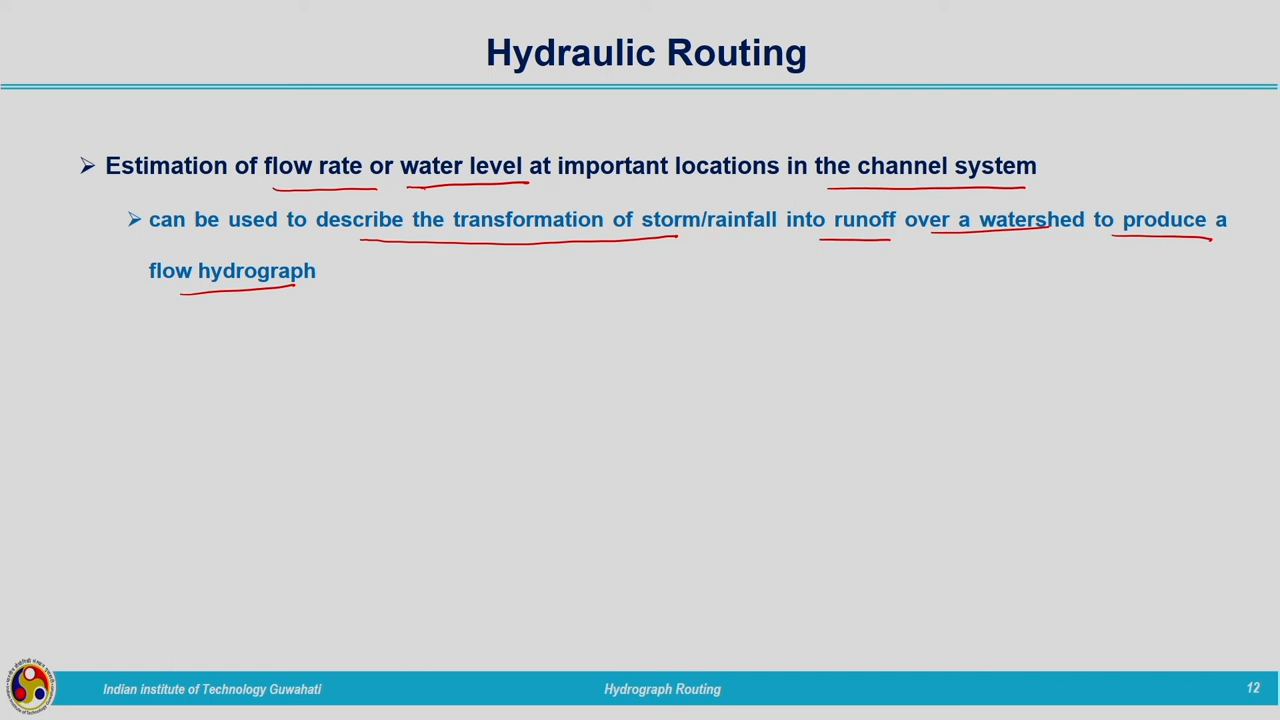 Hydraulic Routing
Estimation of flow rate or water level at important locations in the channel system
can be used to describe the transformation of storm/rainfall into runoff over a watershed to produce a
flow hydrograph
Indian institute of Technology Guwahati
Hydrograph Routing
12